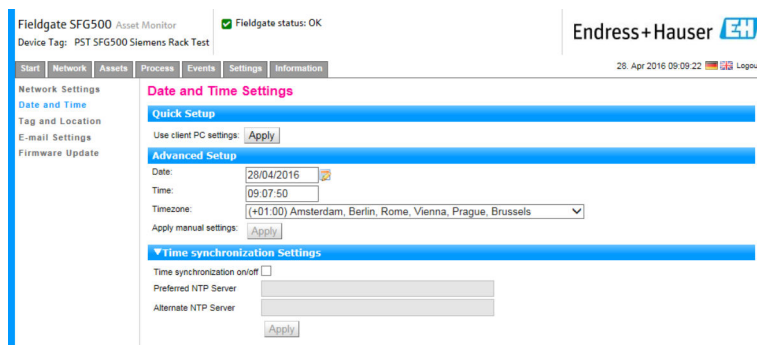 Fieldgate SFG500 Asset Monitor
Fieldgate status: OK
Device Tag: PST SFG500 Siemens Rack Test
Endress+Hauser EH
Start Network Assets Process Events Settings Information
28. Apr 2016 09:09:22 Logou
Network Settings
Date and Time
Tag and Location
E-mail Settings
Firmware Update
Date and Time Settings
Quick Setup
Use client PC settings: Apply
Advanced Setup
Date: 28/04/2016
Time: 09:07:50
Timezone: (+01:00) Amsterdam, Berlin, Rome, Vienna, Prague, Brussels
Apply manual settings: Apply
▼Time synchronization Settings
Time synchronization on/off
Preferred NTP Server
Alternate NTP Server
Apply